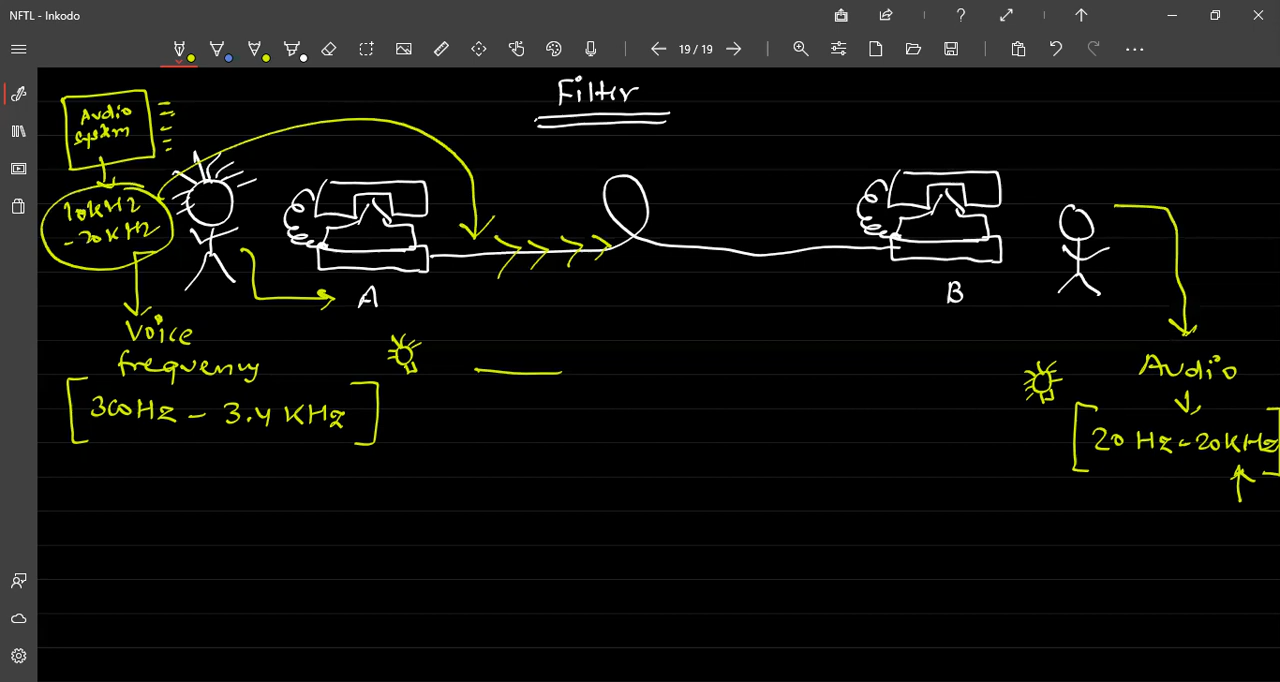 NFTL - Inkodo
19 / 19
Filter
Audio
system
10kHz
-20kHz
A
B
Voice
frequency
300Hz - 3.4 KHz
Audio
20 Hz - 20KHz